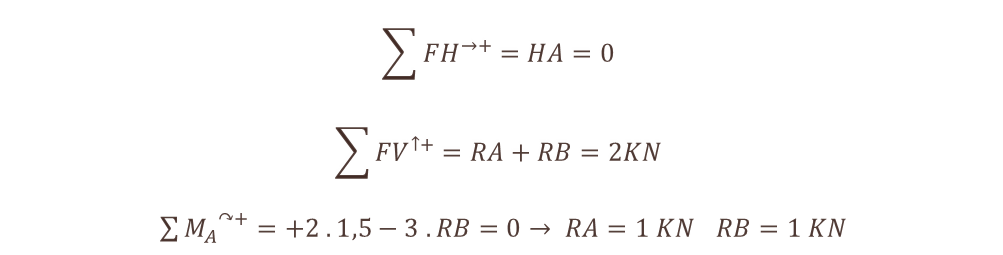 ∑ FH→+ = HA = 0
∑ FV↑+ = RA + RB = 2KN
∑ M_A↷+ = +2 . 1,5 − 3 . RB = 0 → RA = 1 KN RB = 1 KN